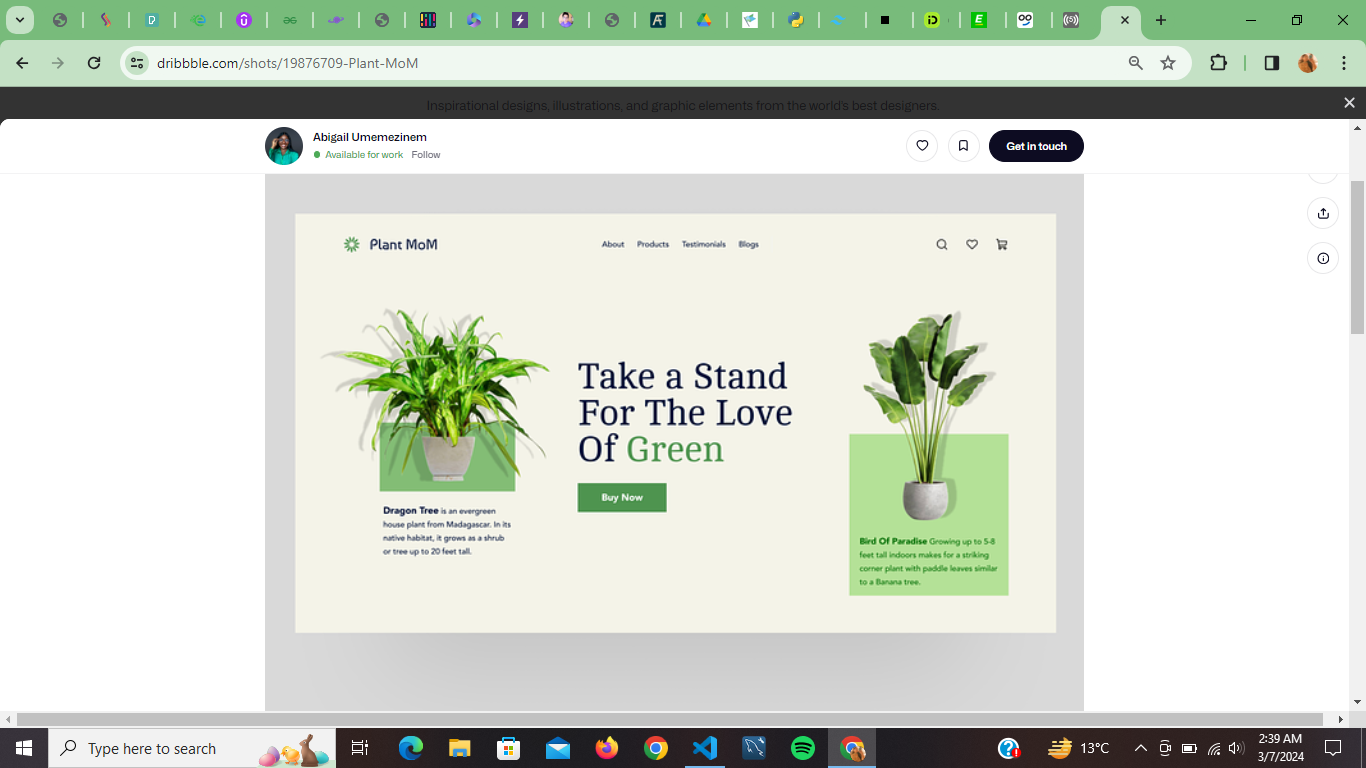 dribbble.com/shots/19876709-Plant-MoM
Inspirational designs, illustrations, and graphic elements from the world's best designers.
Abigail Umemezinem
Available for work Follow
Get in touch
Plant MoM
About Products Testimonials Blogs
Take a Stand
For The Love
Of Green
Buy Now
Dragon Tree is an evergreen
house plant from Madagascar. In its
native habitat, it grows as a shrub
or tree up to 20 feet tall.
Bird Of Paradise Growing up to 5-8
feet tall indoors makes for a striking
corner plant with paddle leaves similar
to a Banana tree.
Type here to search
13°C
2:39 AM
3/7/2024